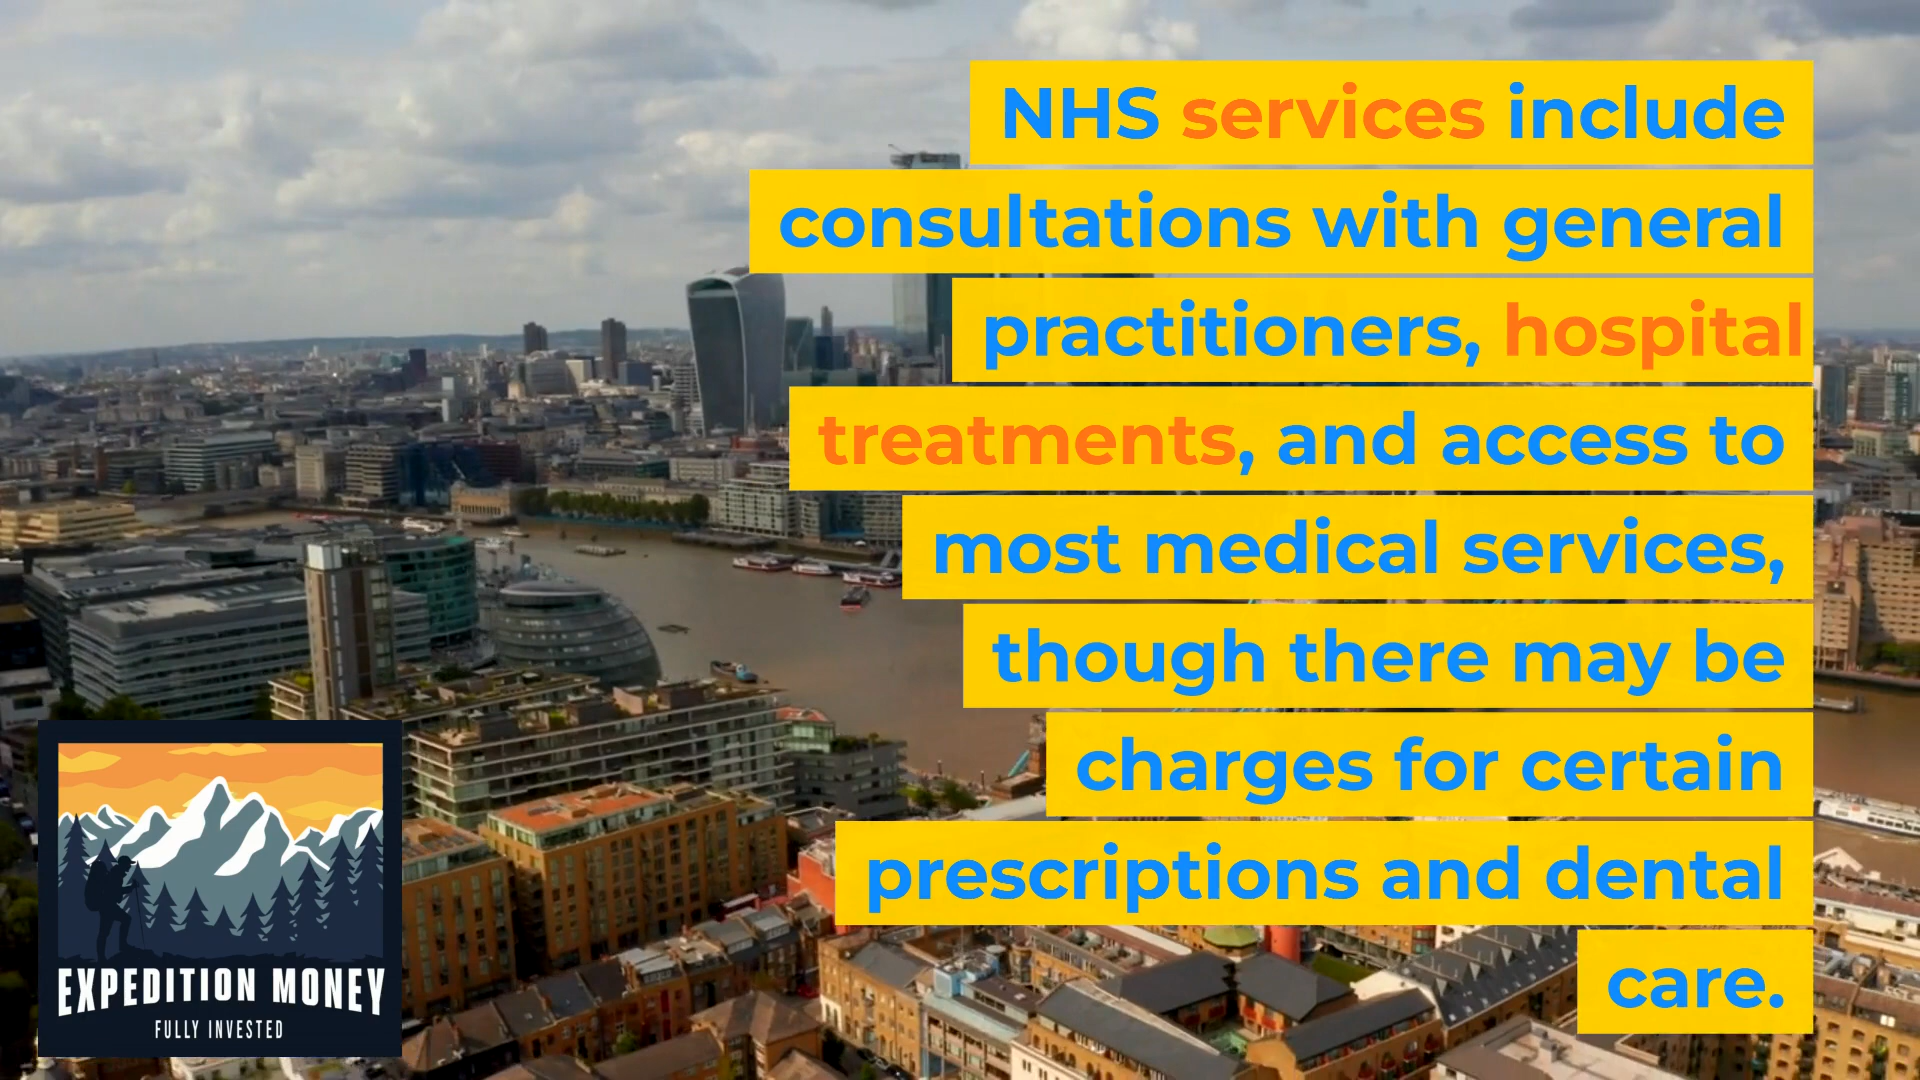 NHS services include
consultations with general
practitioners, hospital
treatments, and access to
most medical services,
though there may be
charges for certain
prescriptions and dental
care.
EXPEDITION MONEY
FULLY INVESTED